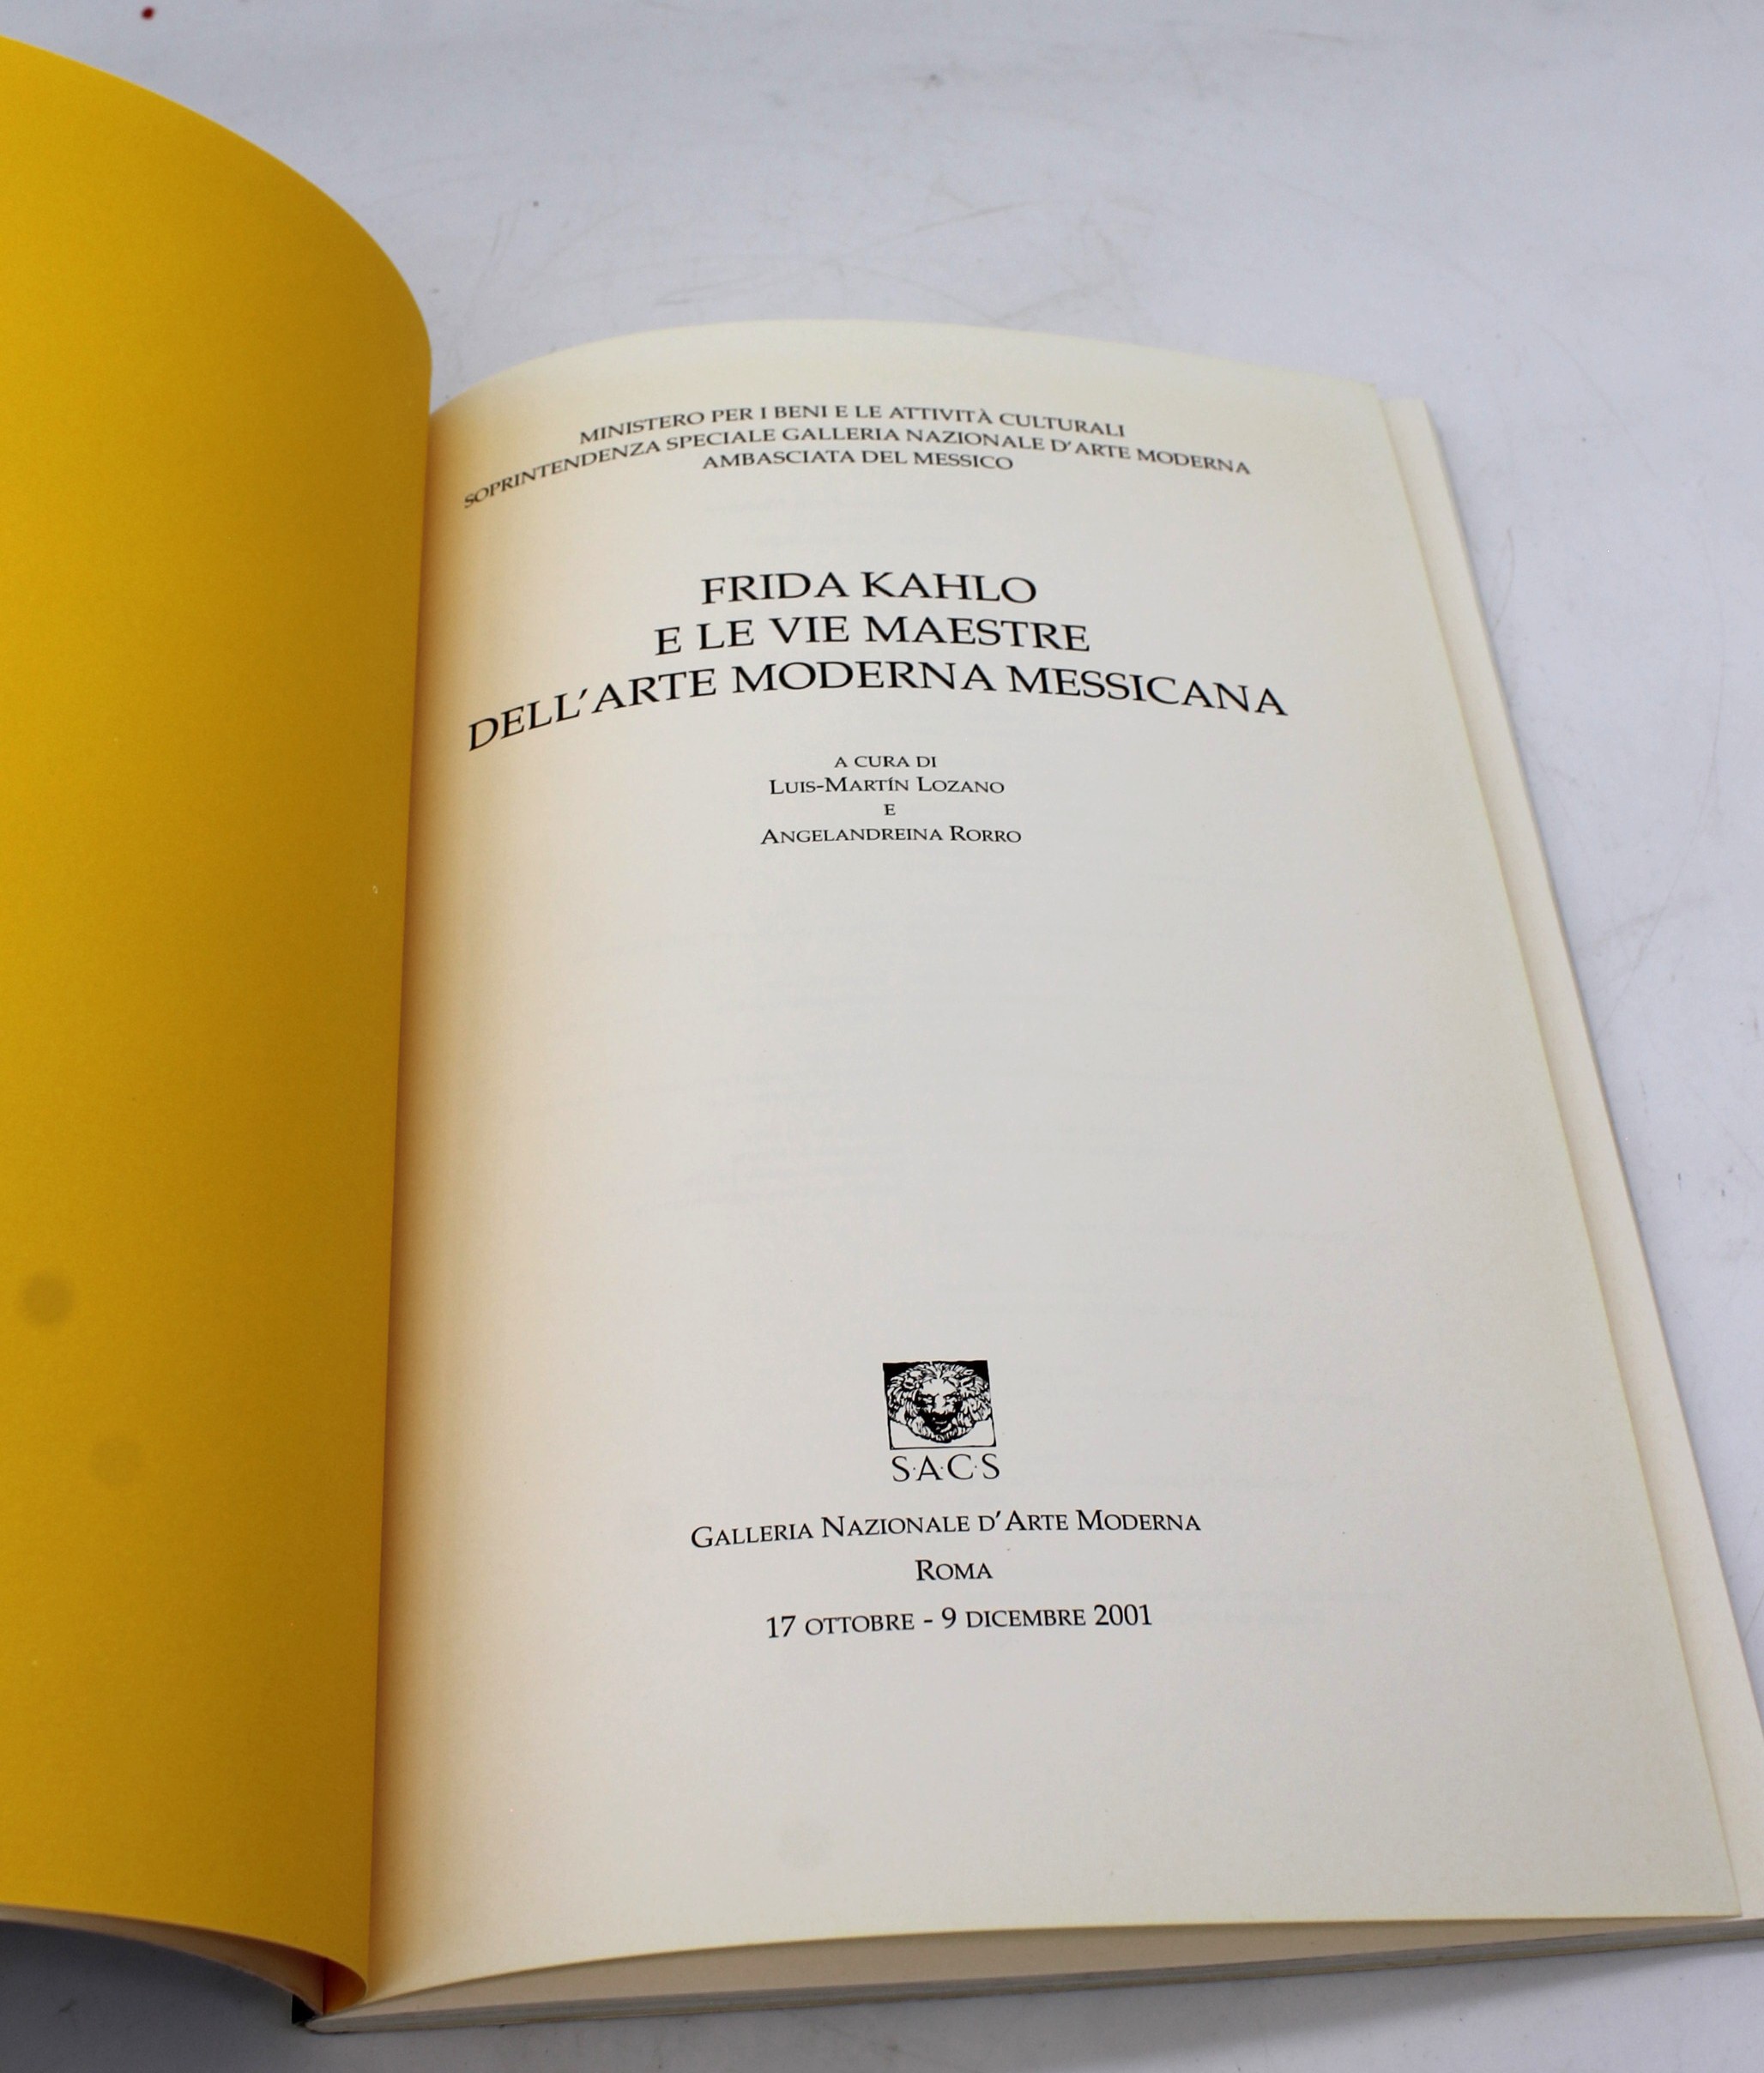 MINISTERO PER I BENI E LE ATTIVITÀ CULTURALI
SOPRINTENDENZA SPECIALE GALLERIA NAZIONALE D'ARTE MODERNA
AMBASCIATA DEL MESSICO
FRIDA KAHLO
E LE VIE MAESTRE
DELL'ARTE MODERNA MESSICANA
A CURA DI
LUIS-MARTÍN LOZANO
E
ANGELANDREINA RORRO
S·A·C·S
GALLERIA NAZIONALE D'ARTE MODERNA
ROMA
17 OTTOBRE - 9 DICEMBRE 2001